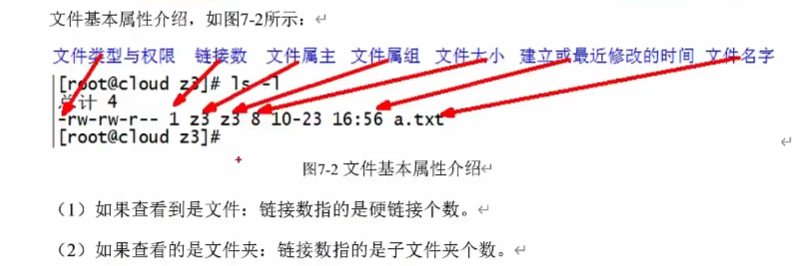 文件基本属性介绍，如图7-2所示：
文件类型与权限 链接数 文件属主 文件属组 文件大小 建立或最近修改的时间 文件名字
[root@cloud z3]# ls -l
总计 4
-rw-rw-r-- 1 z3 z3 8 10-23 16:56 a.txt
[root@cloud z3]#
图7-2 文件基本属性介绍
（1）如果查看到是文件：链接数指的是硬链接个数。
（2）如果查看的是文件夹：链接数指的是子文件夹个数。